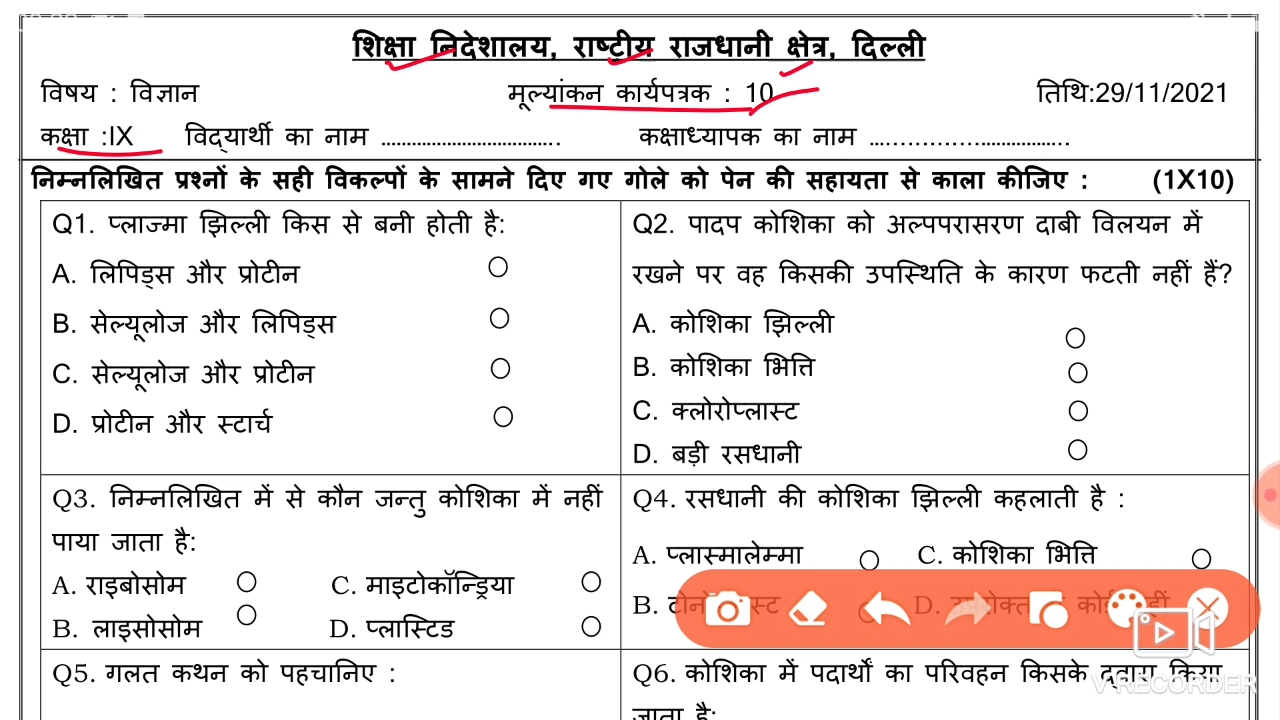 शिक्षा निदेशालय, राष्ट्रीय राजधानी क्षेत्र, दिल्ली
विषय : विज्ञान मूल्यांकन कार्यपत्रक : 10 तिथि:29/11/2021
कक्षा :IX विद्यार्थी का नाम ................................... कक्षाध्यापक का नाम ...................................
निम्नलिखित प्रश्नों के सही विकल्पों के सामने दिए गए गोले को पेन की सहायता से काला कीजिए : (1X10)
Q1. प्लाज्मा झिल्ली किस से बनी होती है:
A. लिपिड्स और प्रोटीन
B. सेल्यूलोज और लिपिड्स
C. सेल्यूलोज और प्रोटीन
D. प्रोटीन और स्टार्च
Q2. पादप कोशिका को अल्पपरासरण दाबी विलयन में
रखने पर वह किसकी उपस्थिति के कारण फटती नहीं हैं?
A. कोशिका झिल्ली
B. कोशिका भित्ति
C. क्लोरोप्लास्ट
D. बड़ी रसधानी
Q3. निम्नलिखित में से कौन जन्तु कोशिका में नहीं
पाया जाता है:
A. राइबोसोम C. माइटोकॉन्ड्रिया
B. लाइसोसोम D. प्लास्टिड
Q4. रसधानी की कोशिका झिल्ली कहलाती है :
A. प्लास्मालेम्मा C. कोशिका भित्ति
B. D.
Q5. गलत कथन को पहचानिए :
Q6. कोशिका में पदार्थों का परिवहन किसके द्वारा किया
जाता है:
V RECORDER